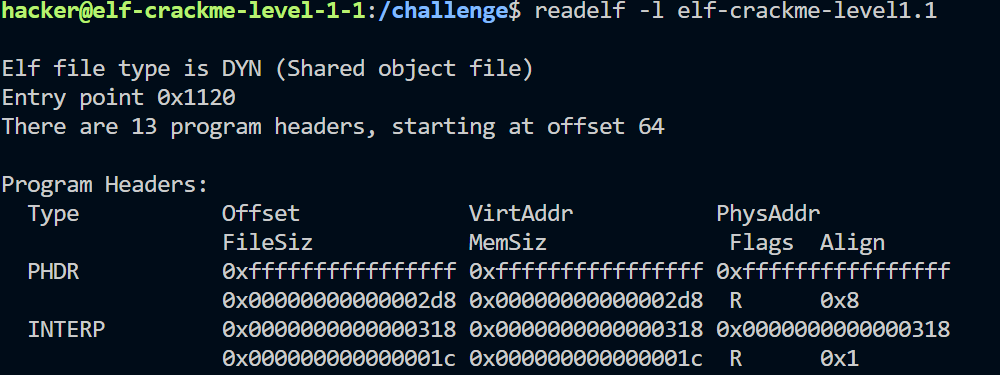 hacker@elf-crackme-level-1-1:/challenge$ readelf -l elf-crackme-level1.1
Elf file type is DYN (Shared object file)
Entry point 0x1120
There are 13 program headers, starting at offset 64
Program Headers:
Type Offset VirtAddr PhysAddr
FileSiz MemSiz Flags Align
PHDR 0xffffffffffffffff 0xffffffffffffffff 0xffffffffffffffff
0x00000000000002d8 0x00000000000002d8 R 0x8
INTERP 0x0000000000000318 0x0000000000000318 0x0000000000000318
0x000000000000001c 0x000000000000001c R 0x1